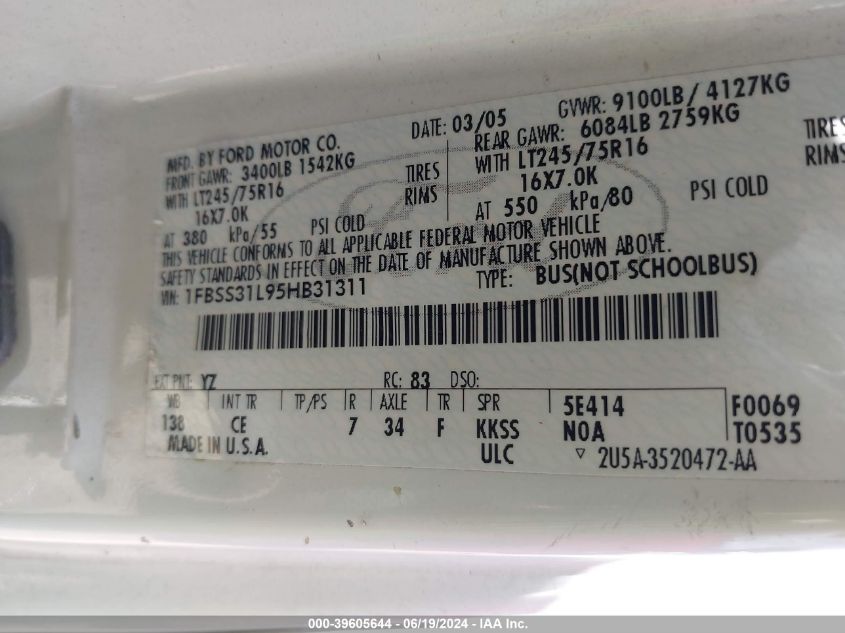 MFD. BY FORD MOTOR CO.
DATE: 03/05
GVWR: 9100LB / 4127KG
FRONT GAWR: 3400LB 1542KG
REAR GAWR: 6084LB 2759KG
WITH LT245/75R16 TIRES
WITH LT245/75R16 TIRES
16X7.0K RIMS
16X7.0K RIMS
AT 380 kPa/55 PSI COLD
AT 550 kPa/80 PSI COLD
THIS VEHICLE CONFORMS TO ALL APPLICABLE FEDERAL MOTOR VEHICLE
SAFETY STANDARDS IN EFFECT ON THE DATE OF MANUFACTURE SHOWN ABOVE.
VIN: 1FBSS31L95HB31311
TYPE: BUS(NOT SCHOOLBUS)
EXT PNT: YZ RC: 83 DSO:
WB INT TR TP/PS R AXLE TR SPR 5E414 F0069
138 CE 7 34 F KKSS N0A T0535
MADE IN U.S.A. ULC ▽ 2U5A-3520472-AA
000-39605644 - 06/19/2024 - IAA Inc.